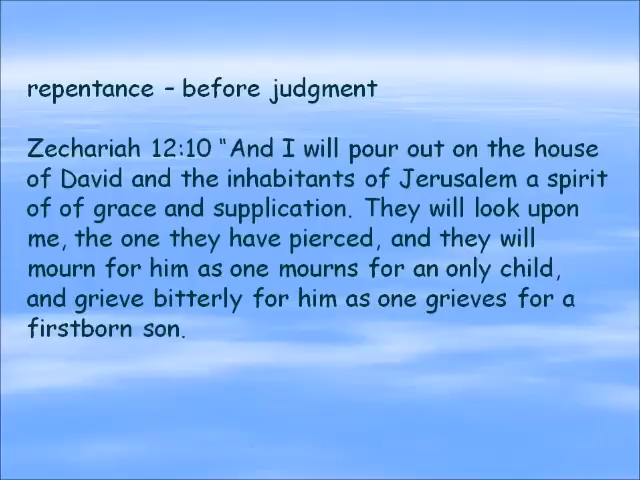 repentance – before judgment
Zechariah 12:10 “And I will pour out on the house
of David and the inhabitants of Jerusalem a spirit
of of grace and supplication. They will look upon
me, the one they have pierced, and they will
mourn for him as one mourns for an only child,
and grieve bitterly for him as one grieves for a
firstborn son.